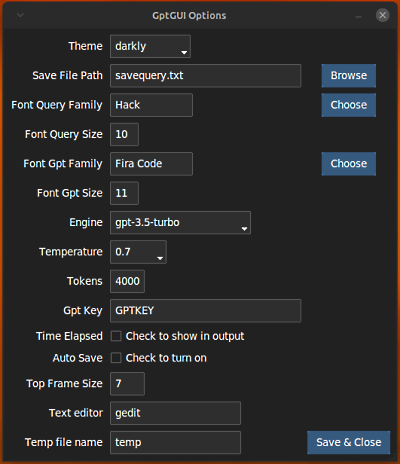 GptGUI Options
Theme darkly
Save File Path savequery.txt Browse
Font Query Family Hack Choose
Font Query Size 10
Font Gpt Family Fira Code Choose
Font Gpt Size 11
Engine gpt-3.5-turbo
Temperature 0.7
Tokens 4000
Gpt Key GPTKEY
Time Elapsed Check to show in output
Auto Save Check to turn on
Top Frame Size 7
Text editor gedit
Temp file name temp Save & Close